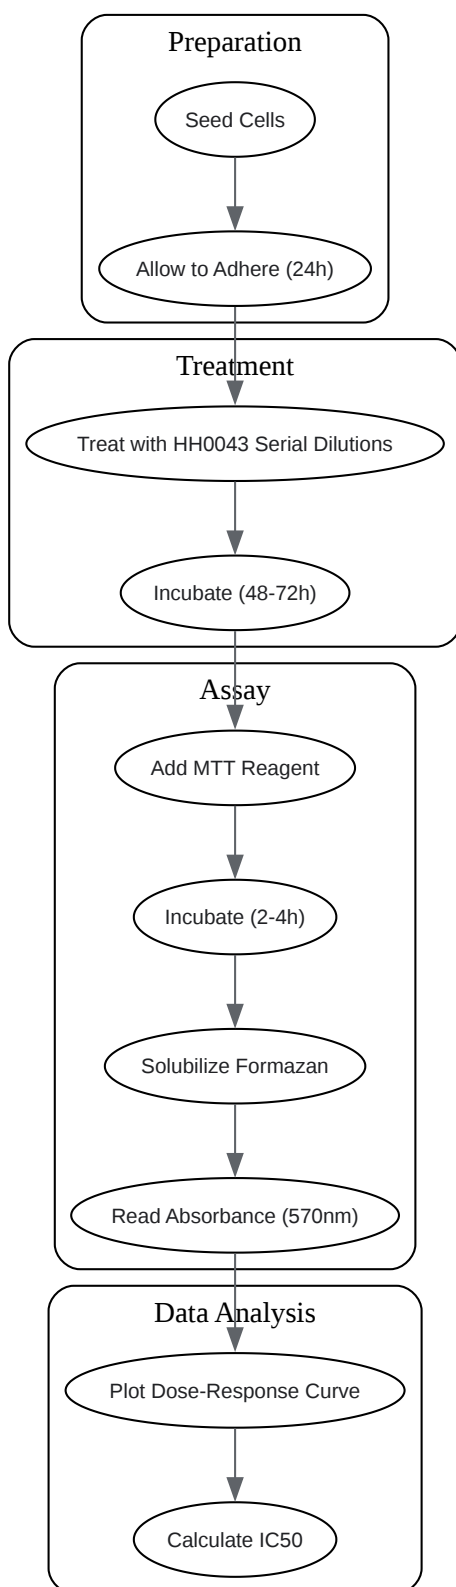 Preparation
Seed Cells
Allow to Adhere (24h)
Treatment
Treat with HH0043 Serial Dilutions
Incubate (48-72h)
Assay
Add MTT Reagent
Incubate (2-4h)
Solubilize Formazan
Read Absorbance (570nm)
Data Analysis
Plot Dose-Response Curve
Calculate IC50